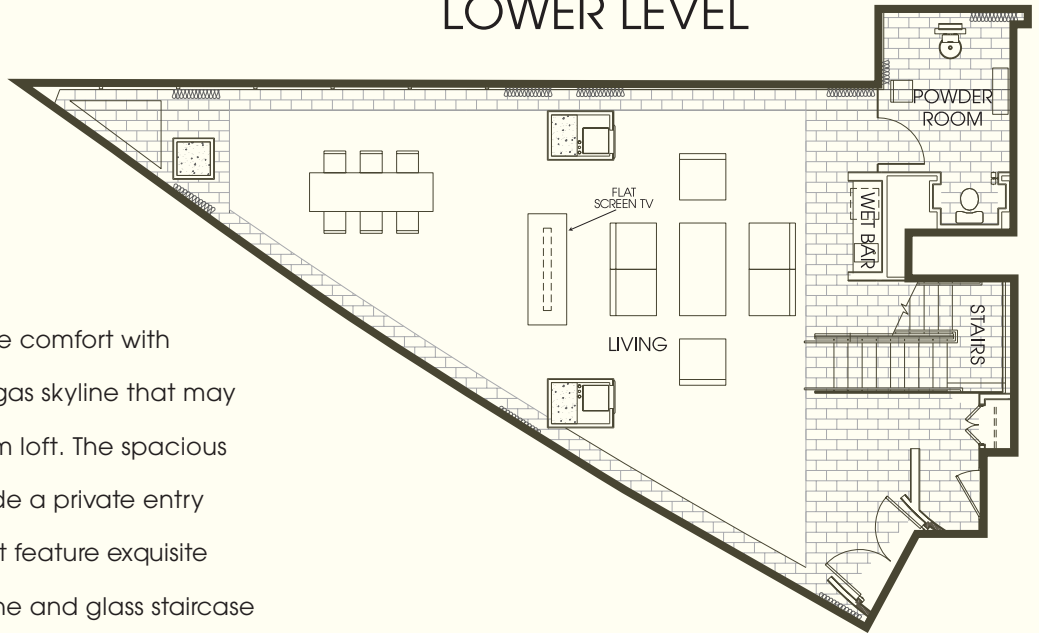 LOWER LEVEL
POWDER
ROOM
FLAT
SCREEN TV
WET BAR
LIVING
STAIRS
e comfort with
gas skyline that may
m loft. The spacious
de a private entry
t feature exquisite
ne and glass staircase